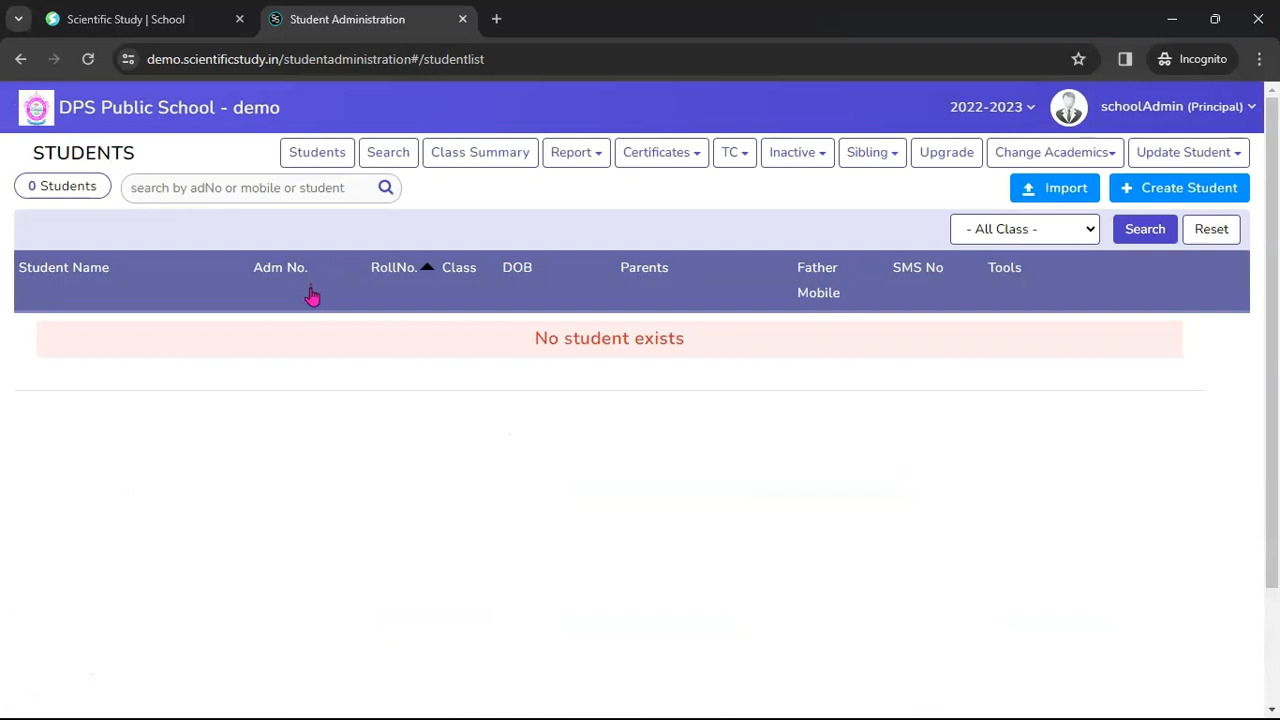 Scientific Study | School
Student Administration
demo.scientificstudy.in/studentadministration#/studentlist
Incognito
DPS Public School - demo
2022-2023
schoolAdmin (Principal)
STUDENTS
Students
Search
Class Summary
Report
Certificates
TC
Inactive
Sibling
Upgrade
Change Academics
Update Student
0 Students
search by adNo or mobile or student
Import
+ Create Student
- All Class -
Search
Reset
Student Name
Adm No.
RollNo.
Class
DOB
Parents
Father
Mobile
SMS No
Tools
No student exists